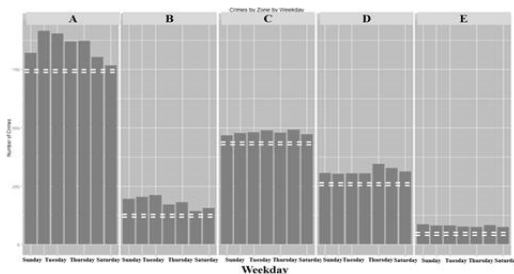 Crimes by Zone by Weekday
A B C D E
Number of Crimes
Sunday Tuesday Thursday Saturday Sunday Tuesday Thursday Saturday Sunday Tuesday Thursday Saturday Sunday Tuesday Thursday Saturday Sunday Tuesday Thursday Saturday
Weekday